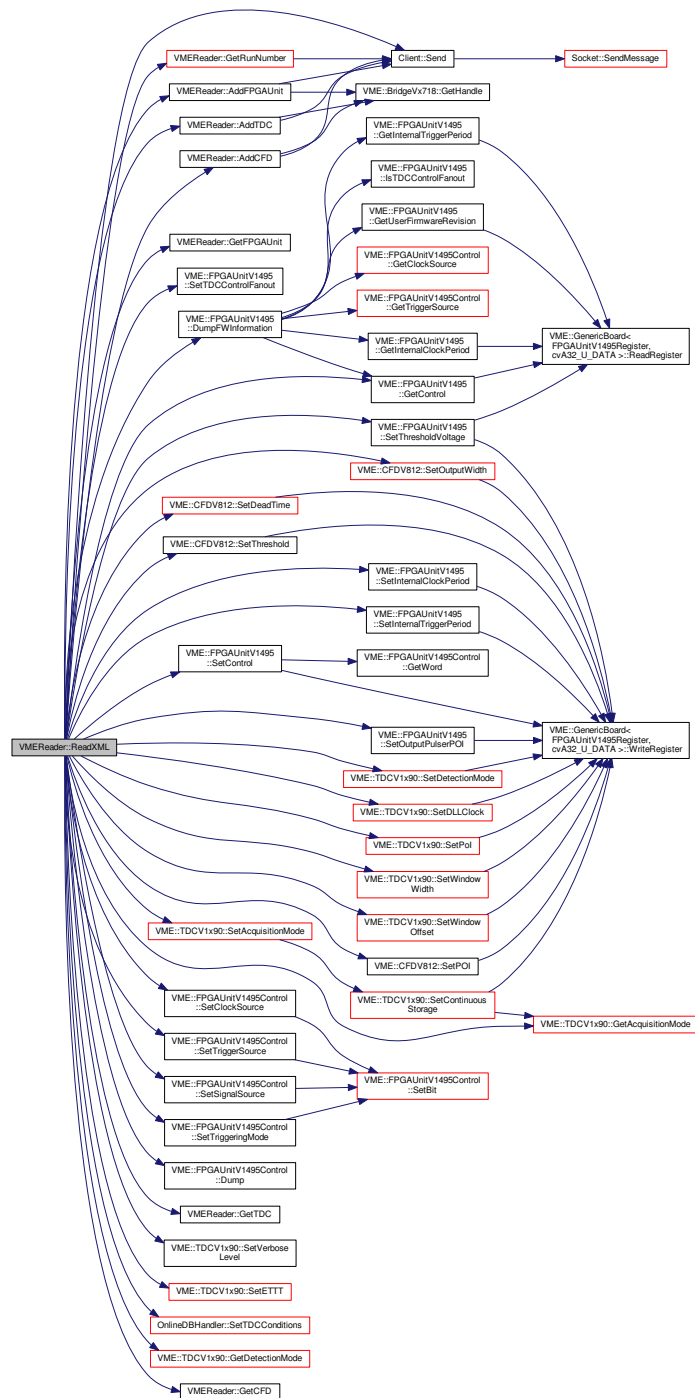 VMEReader::ReadXML
VMEReader::GetRunNumber
Client::Send
Socket::SendMessage
VMEReader::AddFPGAUnit
VME::BridgeVx718::GetHandle
VMEReader::AddTDC
VMEReader::AddCFD
VME::FPGAUnitV1495
::GetInternalTriggerPeriod
VME::FPGAUnitV1495
::IsTDCControlFanout
VME::FPGAUnitV1495
::GetUserFirmwareRevision
VMEReader::GetFPGAUnit
VME::FPGAUnitV1495Control
::GetClockSource
VME::FPGAUnitV1495
::SetTDCControlFanout
VME::FPGAUnitV1495Control
::GetTriggerSource
VME::FPGAUnitV1495
::DumpFWInformation
VME::FPGAUnitV1495
::GetInternalClockPeriod
VME::GenericBoard<
FPGAUnitV1495Register,
cvA32_U_DATA >::ReadRegister
VME::FPGAUnitV1495
::GetControl
VME::FPGAUnitV1495
::SetThresholdVoltage
VME::CFDV812::SetOutputWidth
VME::CFDV812::SetDeadTime
VME::CFDV812::SetThreshold
VME::FPGAUnitV1495
::SetInternalClockPeriod
VME::FPGAUnitV1495
::SetInternalTriggerPeriod
VME::FPGAUnitV1495
::SetControl
VME::FPGAUnitV1495Control
::GetWord
VME::FPGAUnitV1495
::SetOutputPulserPOI
VME::GenericBoard<
FPGAUnitV1495Register,
cvA32_U_DATA >::WriteRegister
VME::TDCV1x90::SetDetectionMode
VME::TDCV1x90::SetDLLClock
VME::TDCV1x90::SetPoI
VME::TDCV1x90::SetWindow
Width
VME::TDCV1x90::SetWindow
Offset
VME::TDCV1x90::SetAcquisitionMode
VME::CFDV812::SetPOI
VME::TDCV1x90::SetContinuous
Storage
VME::TDCV1x90::GetAcquisitionMode
VME::FPGAUnitV1495Control
::SetClockSource
VME::FPGAUnitV1495Control
::SetTriggerSource
VME::FPGAUnitV1495Control
::SetSignalSource
VME::FPGAUnitV1495Control
::SetBit
VME::FPGAUnitV1495Control
::SetTriggeringMode
VME::FPGAUnitV1495Control
::Dump
VMEReader::GetTDC
VME::TDCV1x90::SetVerbose
Level
VME::TDCV1x90::SetETTT
OnlineDBHandler::SetTDCConditions
VME::TDCV1x90::GetDetectionMode
VMEReader::GetCFD